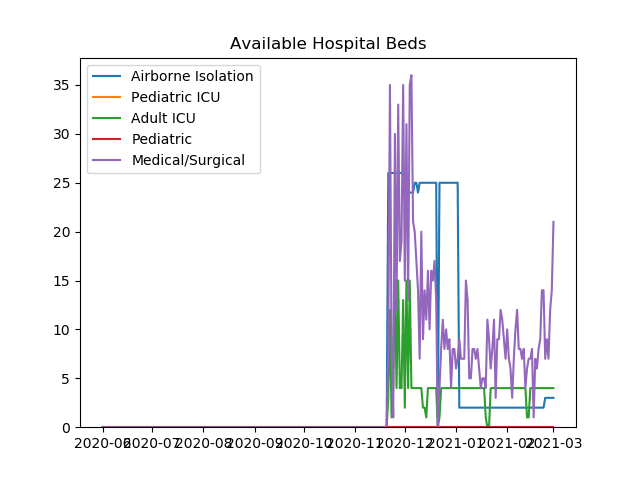 Available Hospital Beds
Airborne Isolation
Pediatric ICU
Adult ICU
Pediatric
Medical/Surgical
35
30
25
20
15
10
5
0
2020-06 2020-07 2020-08 2020-09 2020-10 2020-11 2020-12 2021-01 2021-02 2021-03